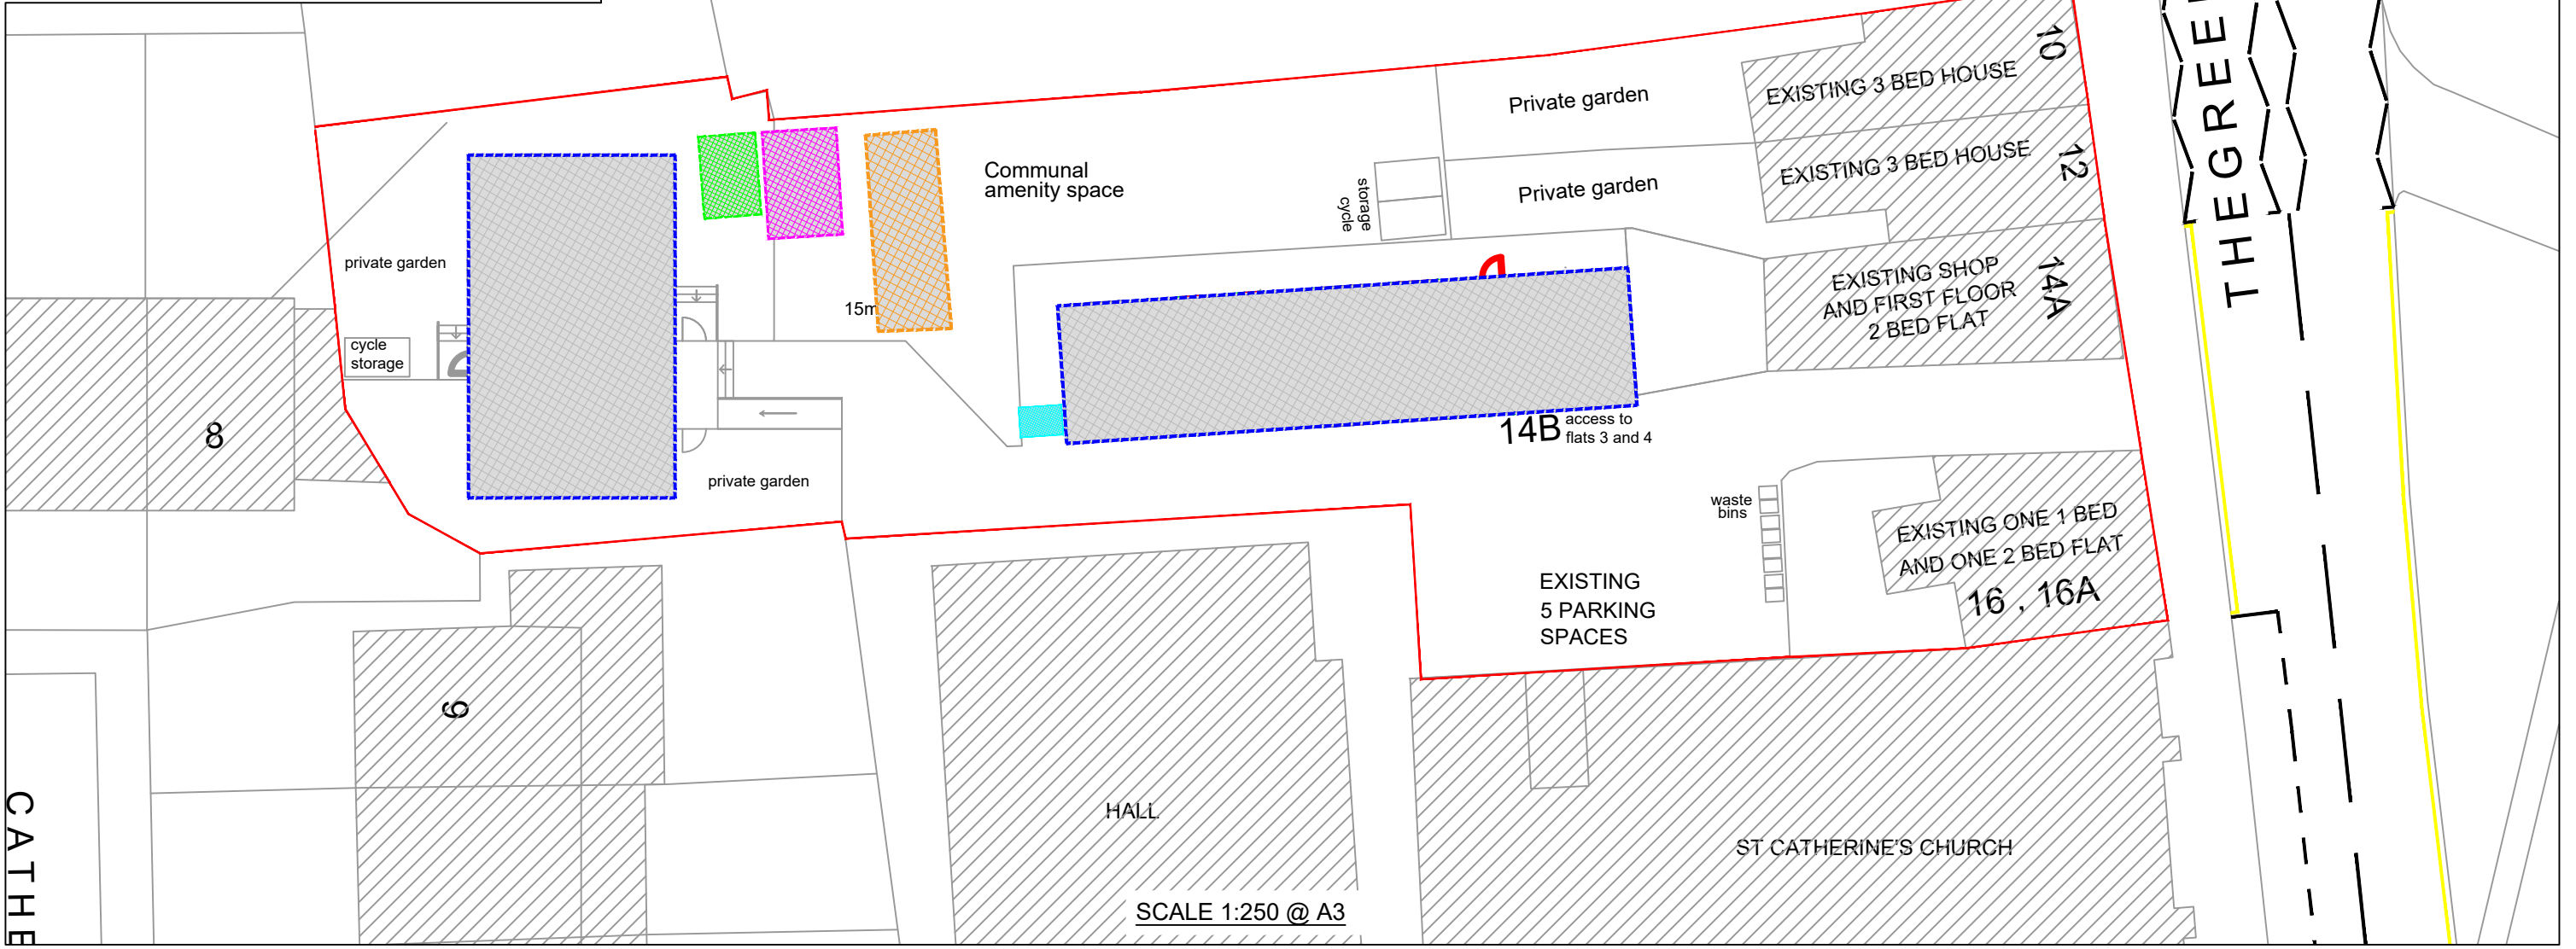 10
EXISTING 3 BED HOUSE
Private garden
12
EXISTING 3 BED HOUSE
Private garden
THE GREE
Communal
amenity space
storage
cycle
private garden
14A
EXISTING SHOP
AND FIRST FLOOR
2 BED FLAT
15m
cycle
storage
8
14B
access to
flats 3 and 4
private garden
waste
bins
EXISTING ONE 1 BED
AND ONE 2 BED FLAT
16 , 16A
EXISTING
5 PARKING
SPACES
9
HALL
ST CATHERINE'S CHURCH
CATHE
SCALE 1:250 @ A3